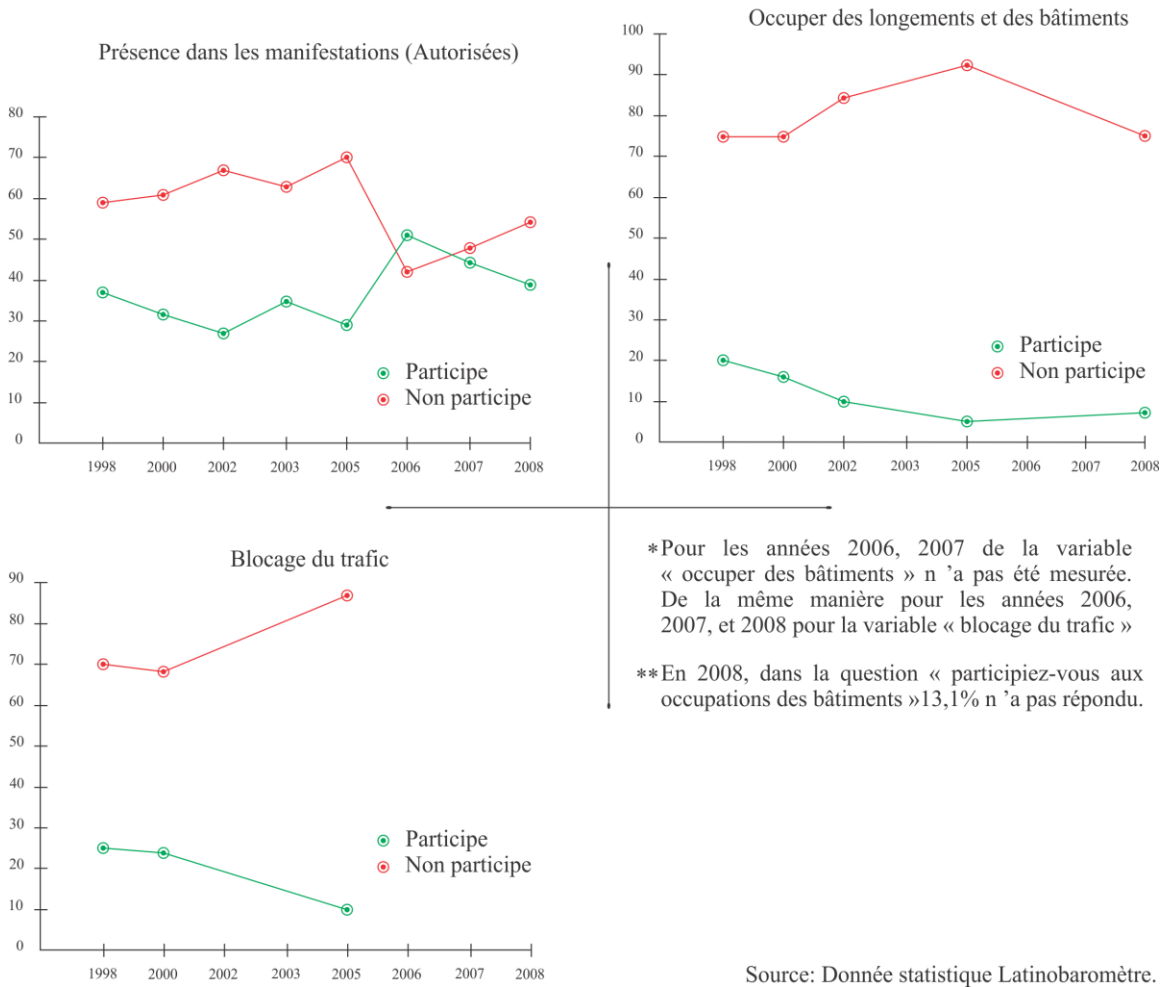 Présence dans les manifestations (Autorisées)
80
70
60
50
40
30
20
10
0
1998 2000 2002 2003 2005 2006 2007 2008
Participe
Non participe
Occuper des longements et des bâtiments
100
90
80
70
60
50
40
30
20
10
0
1998 2000 2002 2003 2005 2006 2007 2008
Participe
Non participe
Blocage du trafic
90
80
70
60
50
40
30
20
10
0
1998 2000 2002 2003 2005 2006 2007 2008
Participe
Non participe
*Pour les années 2006, 2007 de la variable
« occuper des bâtiments » n ’a pas été mesurée.
De la même manière pour les années 2006,
2007, et 2008 pour la variable « blocage du trafic »
**En 2008, dans la question « participiez-vous aux
occupations des bâtiments »13,1% n ’a pas répondu.
Source: Donnée statistique Latinobaromètre.